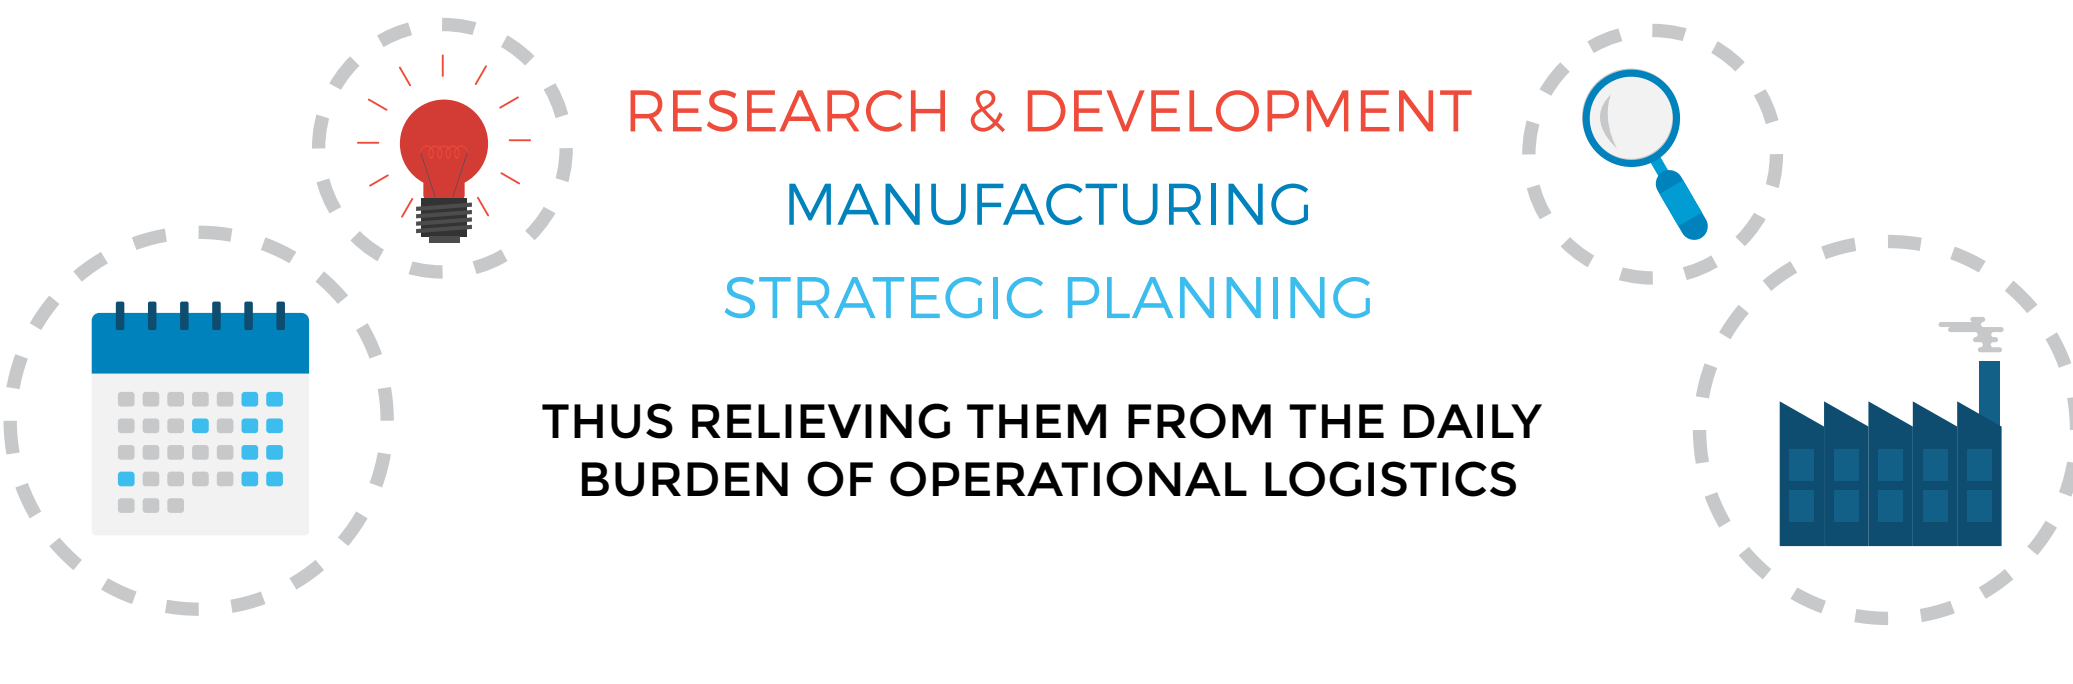 RESEARCH & DEVELOPMENT
MANUFACTURING
STRATEGIC PLANNING
THUS RELIEVING THEM FROM THE DAILY
BURDEN OF OPERATIONAL LOGISTICS